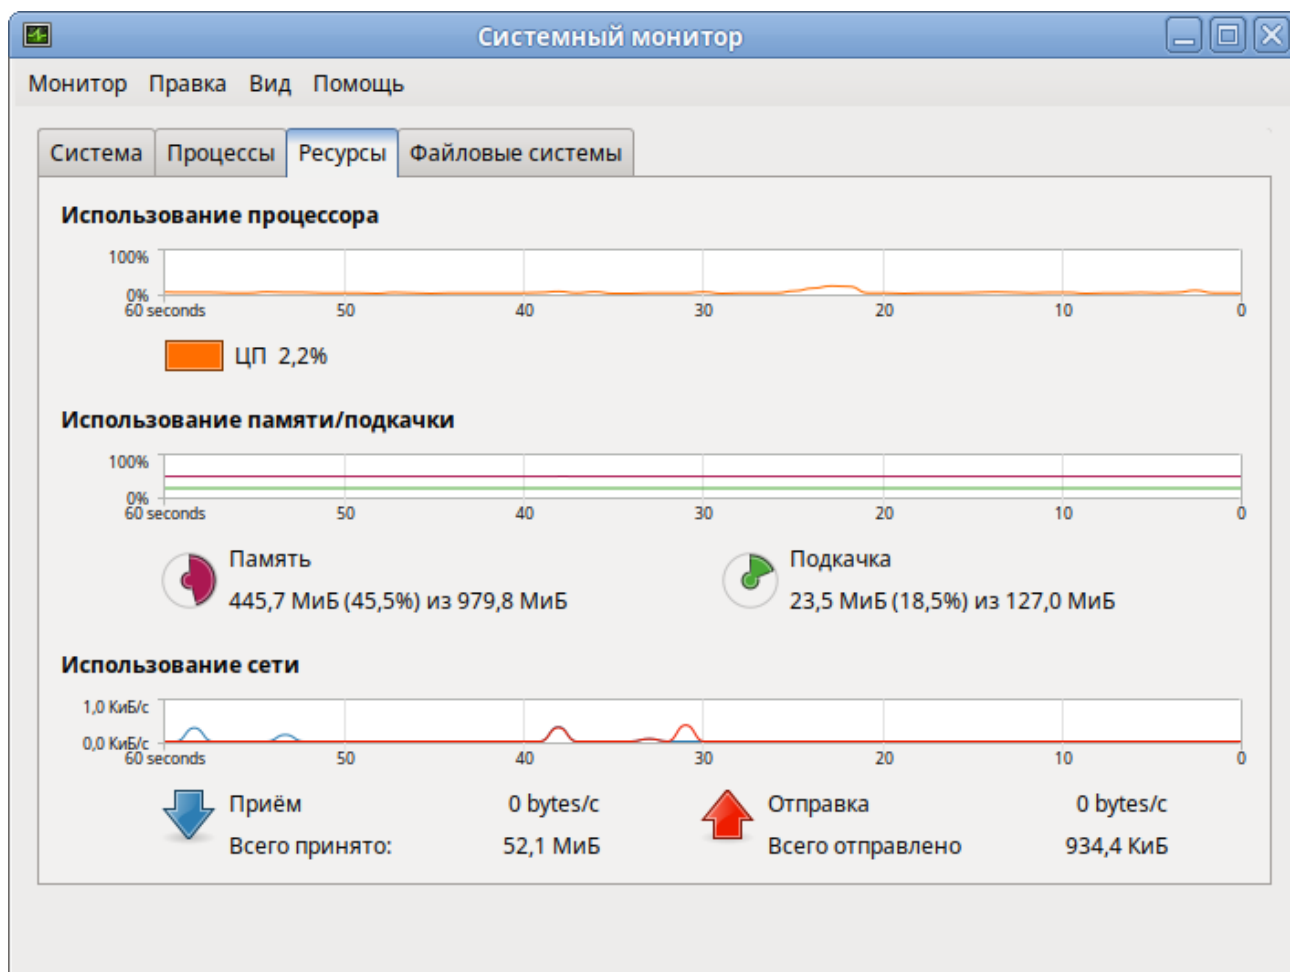 Системный монитор
Монитор Правка Вид Помощь
Система Процессы Ресурсы Файловые системы
Использование процессора
100%
0%
60 seconds 50 40 30 20 10 0
ЦП 2,2%
Использование памяти/подкачки
100%
0%
60 seconds 50 40 30 20 10 0
Память Подкачка
445,7 МиБ (45,5%) из 979,8 МиБ 23,5 МиБ (18,5%) из 127,0 МиБ
Использование сети
1,0 КиБ/с
0,0 КиБ/с
60 seconds 50 40 30 20 10 0
Приём 0 bytes/с Отправка 0 bytes/с
Всего принято: 52,1 МиБ Всего отправлено 934,4 КиБ